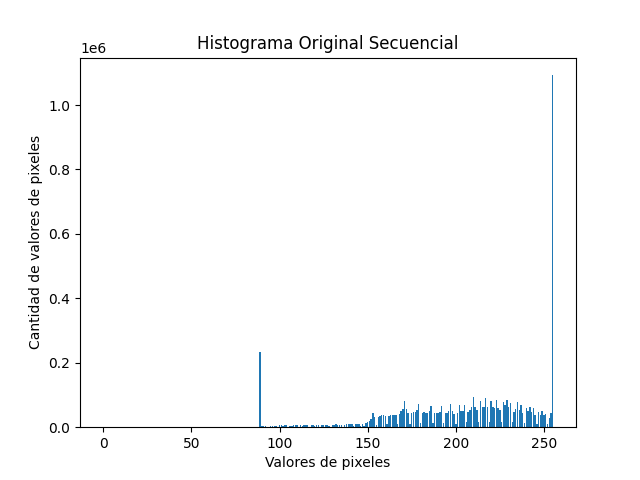 Histograma Original Secuencial
1e6
1.0
0.8
0.6
0.4
0.2
0.0
Cantidad de valores de pixeles
0 50 100 150 200 250
Valores de pixeles